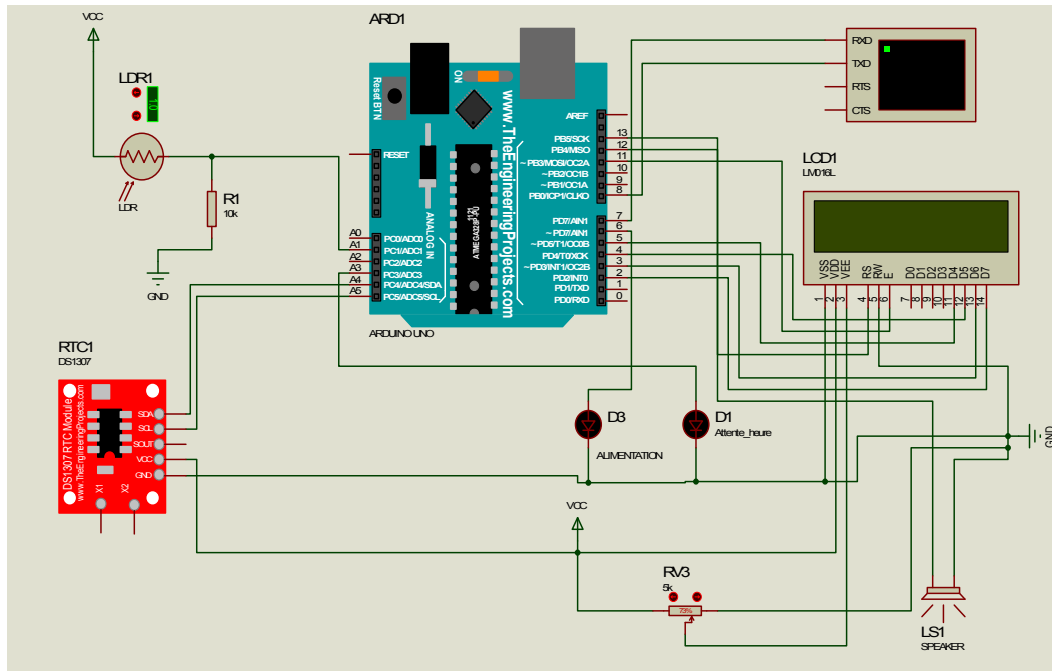 VCC
LDR1
1.0
LDR
R1
10k
GND
ARD1
Reset BTN
ON
www.TheEngineeringProjects.com
ANALOG IN
ATMEGA328P-PU
1121
RESET
A0
A1
A2
A3
A4
A5
PC0/ADC0
PC1/ADC1
PC2/ADC2
PC3/ADC3
PC4/ADC4/SDA
PC5/ADC5/SCL
AREF
PB5/SCK
PB4/MISO
~PB3/MOSI/OC2A
~PB2/OC1B
~PB1/OC1A
PB0/ICP1/CLKO
PD7/AIN1
~PD7/AIN1
~PD5/T1/OC0B
PD4/T0/XCK
~PD3/INT1/OC2B
PD2/INT0
PD1/TXD
PD0/RXD
13
12
11
10
9
8
7
6
5
4
3
2
1
0
ARDUINO UNO
RXD
TXD
RTS
CTS
LCD1
LM016L
VSS
VDD
VEE
RS
RW
E
D0
D1
D2
D3
D4
D5
D6
D7
1
2
3
4
5
6
7
8
9
10
11
12
13
14
RTC1
DS1307
DS1307 RTC Module
www.TheEngineeringProjects.com
SDA
SCL
SOUT
VCC
GND
X1
X2
D3
ALIMENTATION
D1
Attente_heure
GND
VCC
RV3
5k
73%
LS1
SPEAKER